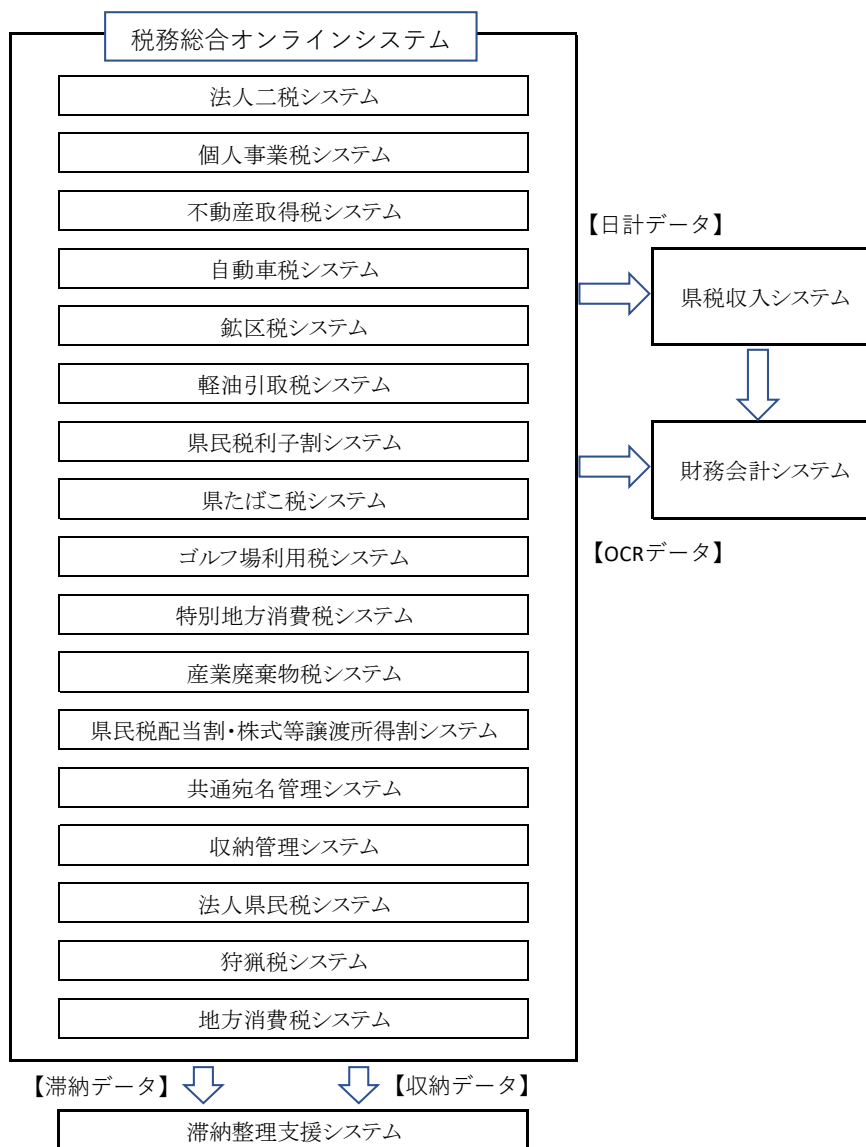 税務総合オンラインシステム
法人二税システム
個人事業税システム
不動産取得税システム
自動車税システム
鉱区税システム
軽油引取税システム
県民税利子割システム
県たばこ税システム
ゴルフ場利用税システム
特別地方消費税システム
産業廃棄物税システム
県民税配当割・株式等譲渡所得割システム
共通宛名管理システム
収納管理システム
法人県民税システム
狩猟税システム
地方消費税システム
【日計データ】
県税収入システム
財務会計システム
【OCRデータ】
【滞納データ】
【収納データ】
滞納整理支援システム